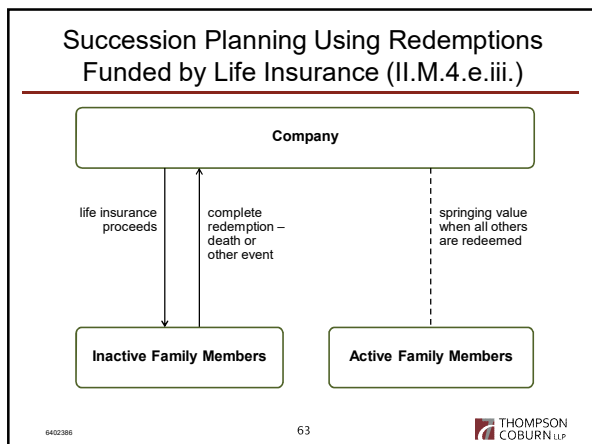 Succession Planning Using Redemptions
Funded by Life Insurance (II.M.4.e.iii.)
Company
life insurance
proceeds
complete
redemption –
death or
other event
springing value
when all others
are redeemed
Inactive Family Members
Active Family Members
6402386
63
THOMPSON
COBURN LLP